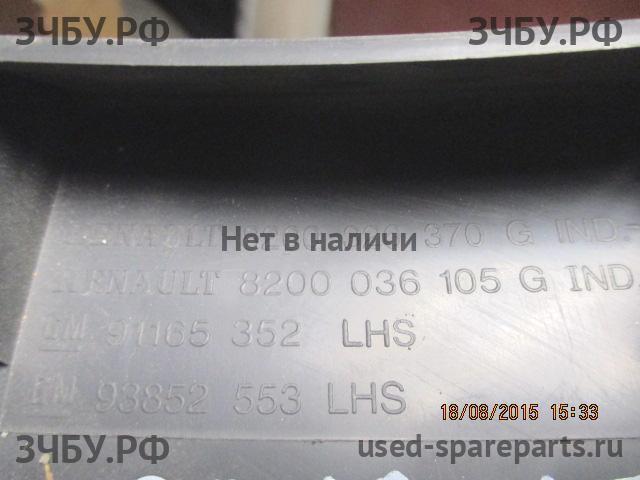 ЗЧБУ.РФ ЗЧБУ.РФ
370 G IND.-
Нет в наличи
RENAULT 8200 036 105 G IND.
GM 91165 352 LHS
GM 93852 553 LHS
18/08/2015 15:33
ЗЧБУ.РФ used-spareparts.ru